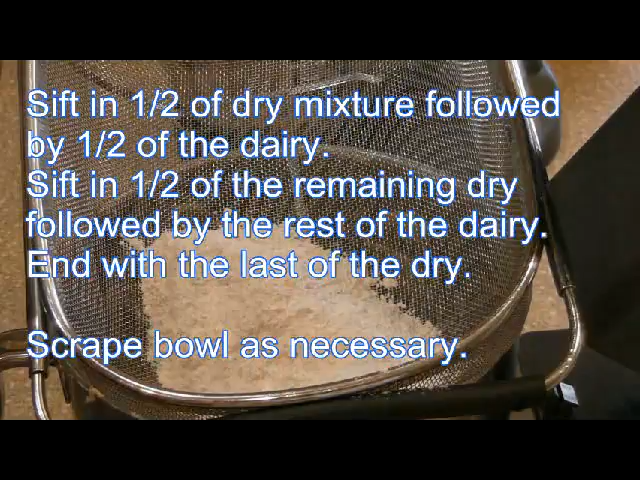 Sift in 1/2 of dry mixture followed
by 1/2 of the dairy.
Sift in 1/2 of the remaining dry
followed by the rest of the dairy.
End with the last of the dry.
Scrape bowl as necessary.